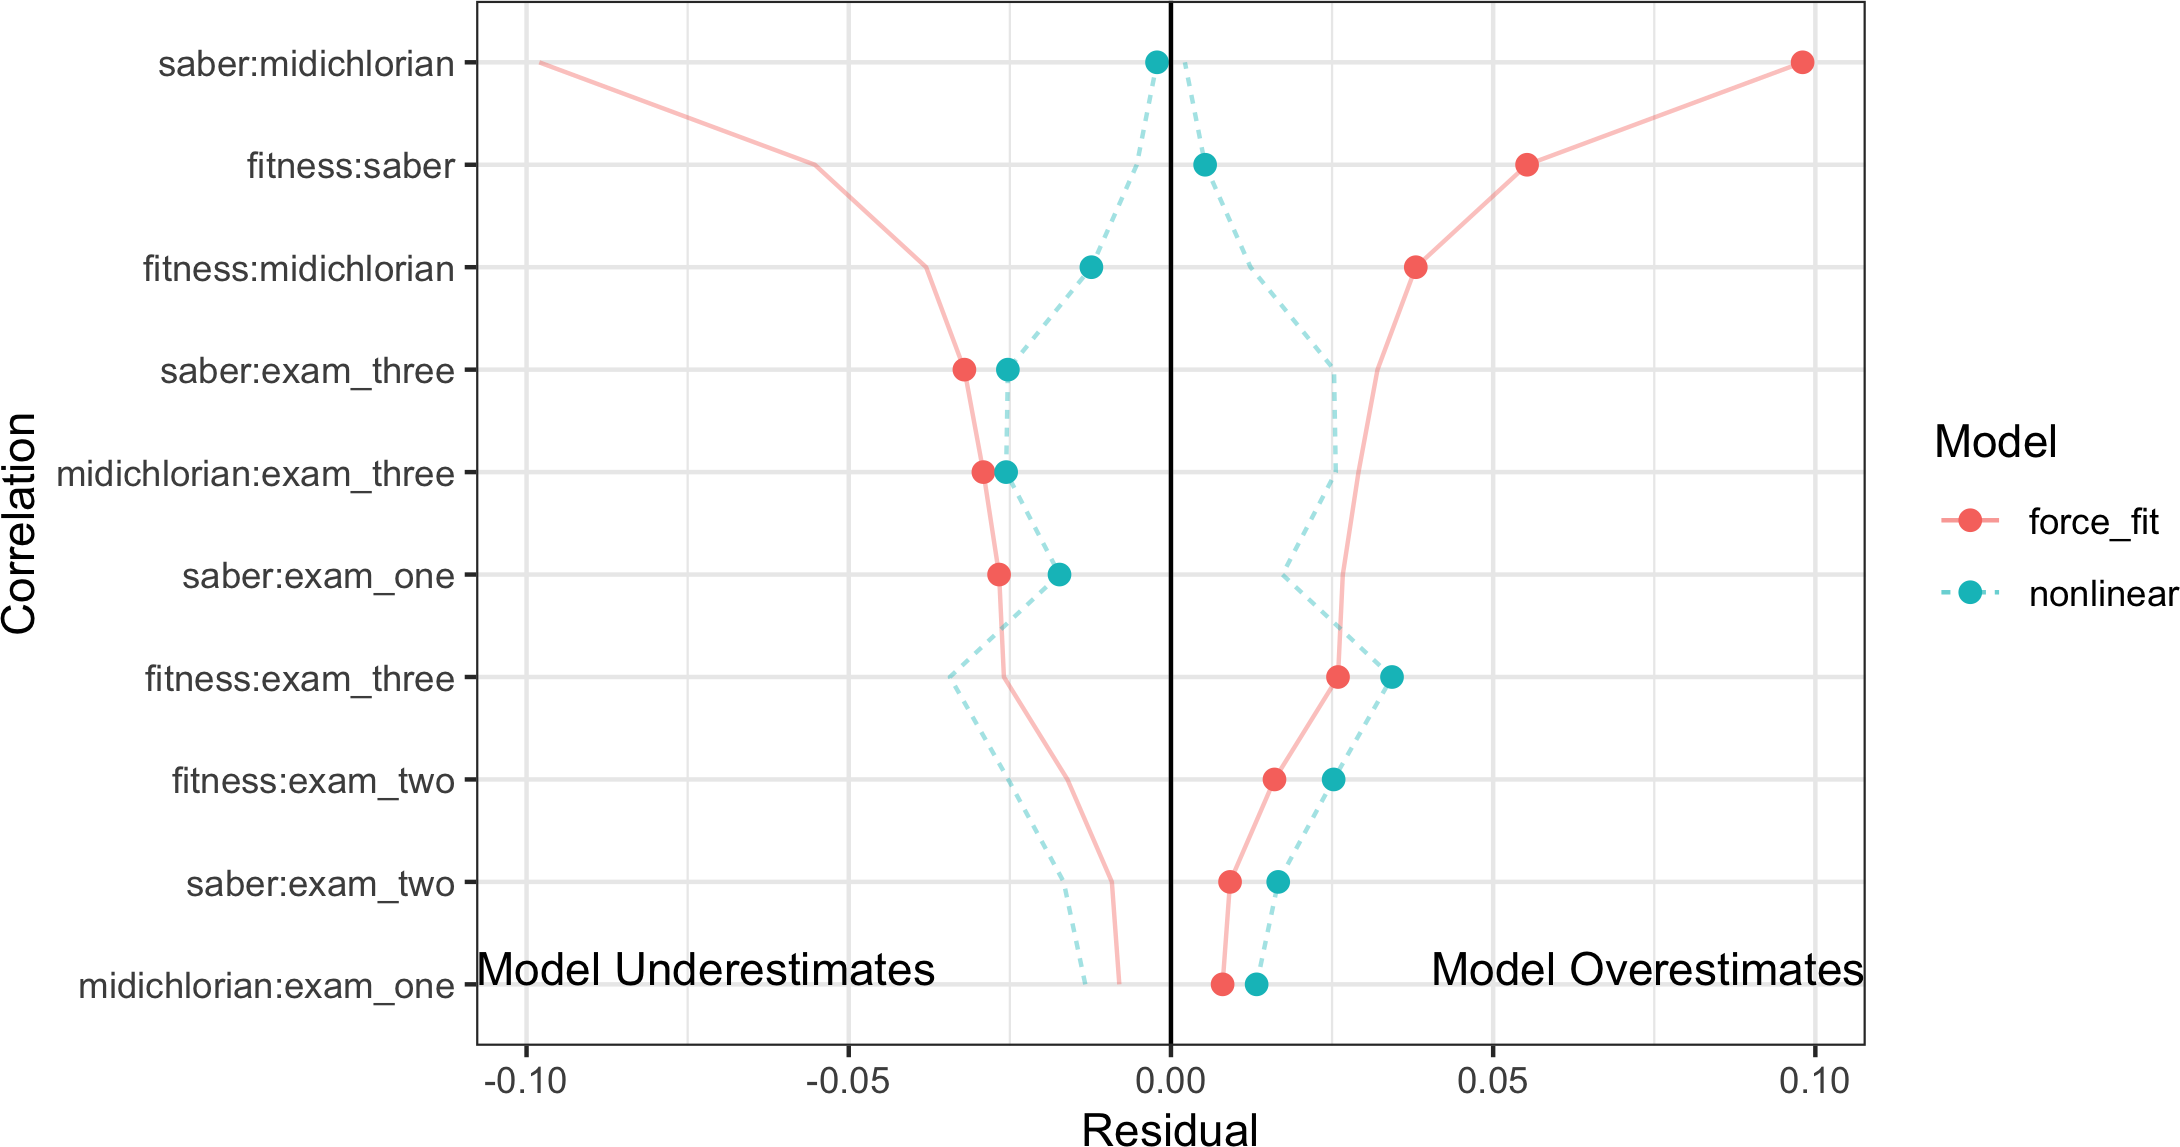 saber:midichlorian
fitness:saber
fitness:midichlorian
saber:exam_three
midichlorian:exam_three
saber:exam_one
fitness:exam_three
fitness:exam_two
saber:exam_two
midichlorian:exam_one
Correlation
Model Underestimates
Model Overestimates
-0.10
-0.05
0.00
0.05
0.10
Residual
Model
force_fit
nonlinear